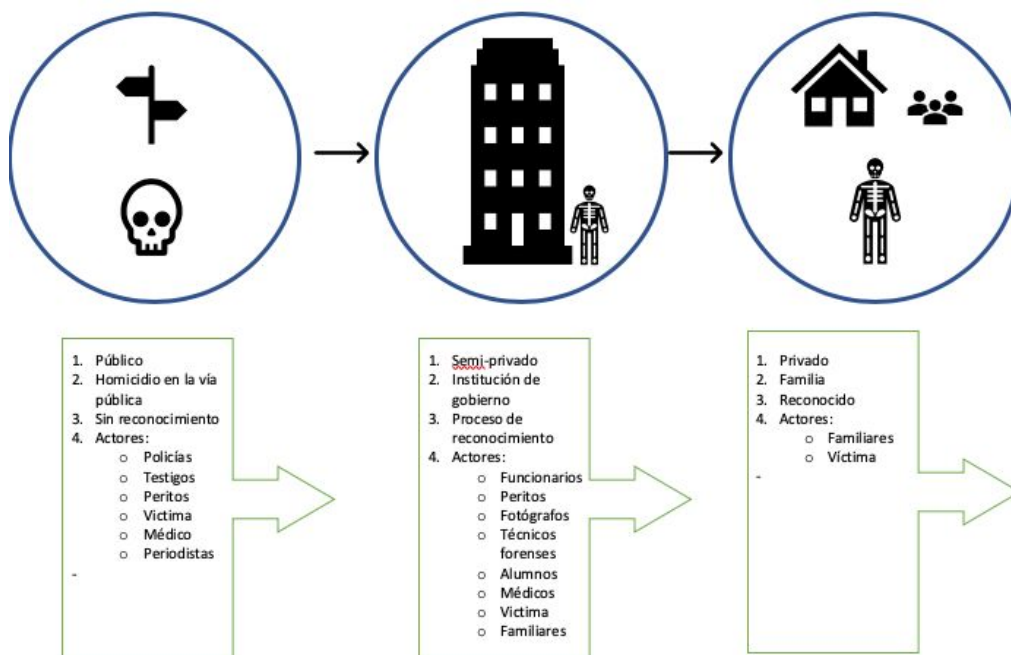 1. Público
2. Homicidio en la vía
pública
3. Sin reconocimiento
4. Actores:
o Policías
o Testigos
o Peritos
o Victima
o Médico
o Periodistas
-
1. Semi-privado
2. Institución de
gobierno
3. Proceso de
reconocimiento
4. Actores:
o Funcionarios
o Peritos
o Fotógrafos
o Técnicos
forenses
o Alumnos
o Médicos
o Victima
o Familiares
1. Privado
2. Familia
3. Reconocido
4. Actores:
o Familiares
o Víctima
-